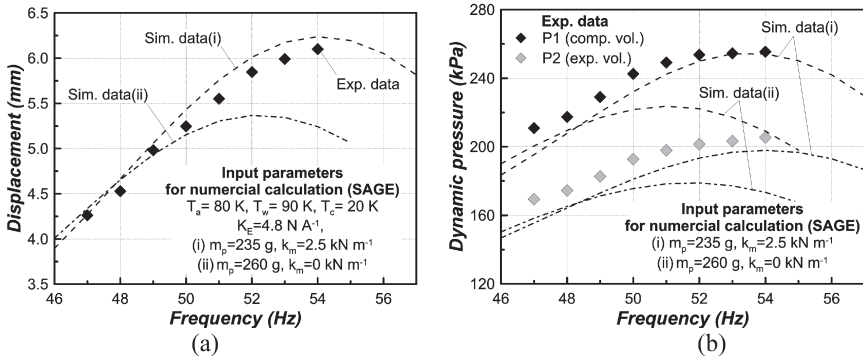 (a)
6.5
6.0
5.5
5.0
4.5
4.0
3.5
Displacement (mm)
Sim. data(i)
Sim. data(ii)
Exp. data
Input parameters
for numercial calculation (SAGE)
Tₐ= 80 K, T_w= 90 K, T_c= 20 K
K_E=4.8 N A⁻¹,
(i) mₚ=235 g, kₘ=2.5 kN m⁻¹
(ii) mₚ=260 g, kₘ=0 kN m⁻¹
46 48 50 52 54 56
Frequency (Hz)
(a)
(b)
280
240
200
160
120
Dynamic pressure (kPa)
Exp. data
P1 (comp. vol.)
P2 (exp. vol.)
Sim. data(i)
Sim. data(ii)
Input parameters
for numercial calculation (SAGE)
(i) mₚ=235 g, kₘ=2.5 kN m⁻¹
(ii) mₚ=260 g, kₘ=0 kN m⁻¹
46 48 50 52 54 56
Frequency (Hz)
(b)